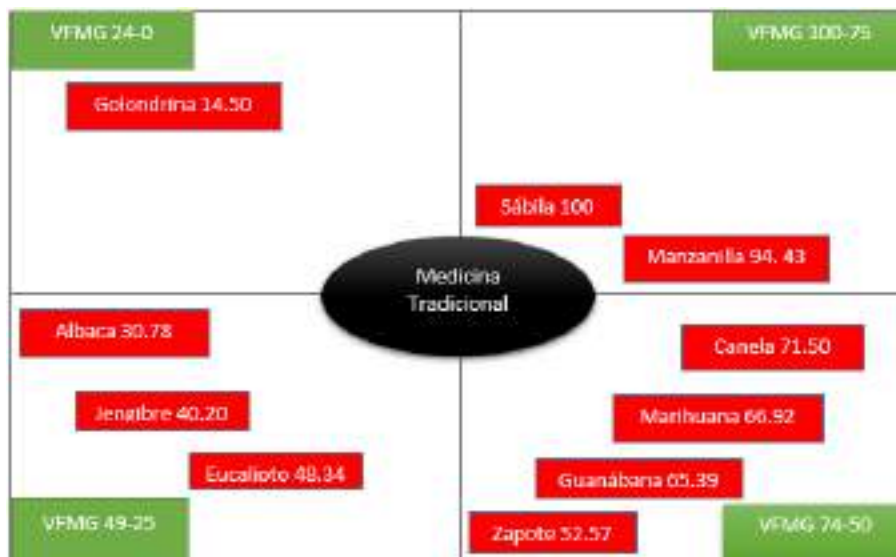 VFMG 24-0
VFMG 100-75
Golondrina 14.50
Sábila 100
Manzanilla 94. 43
Medicina
Tradicional
Albaca 30.78
Canela 71.50
Jengibre 40.20
Marihuana 66.92
Eucalipto 48.34
Guanábana 65.39
VFMG 49-25
Zapote 52.57
VFMG 74-50